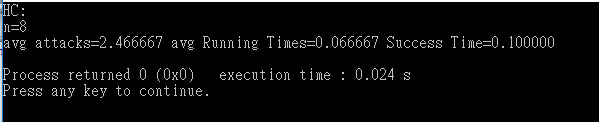 HC:
n=8
avg attacks=2.466667 avg Running Times=0.066667 Success Time=0.100000
Process returned 0 (0x0)   execution time : 0.024 s
Press any key to continue.